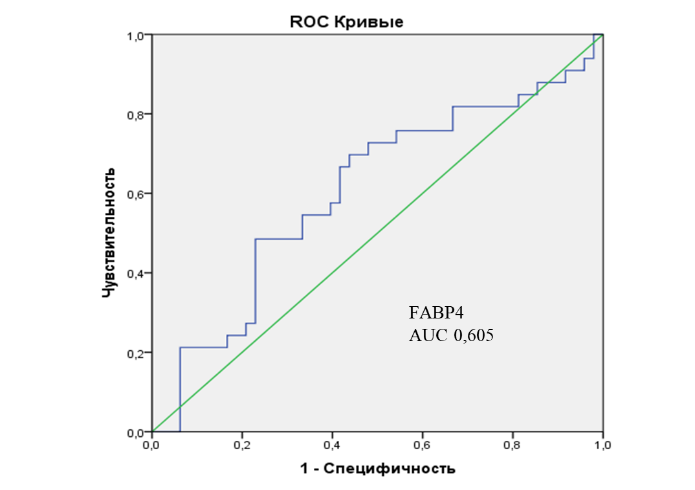 ROC Кривые
1,0
0,8
0,6
0,4
0,2
0,0
Чувствительность
FABP4
AUC 0,605
0,0 0,2 0,4 0,6 0,8 1,0
1 - Специфичность